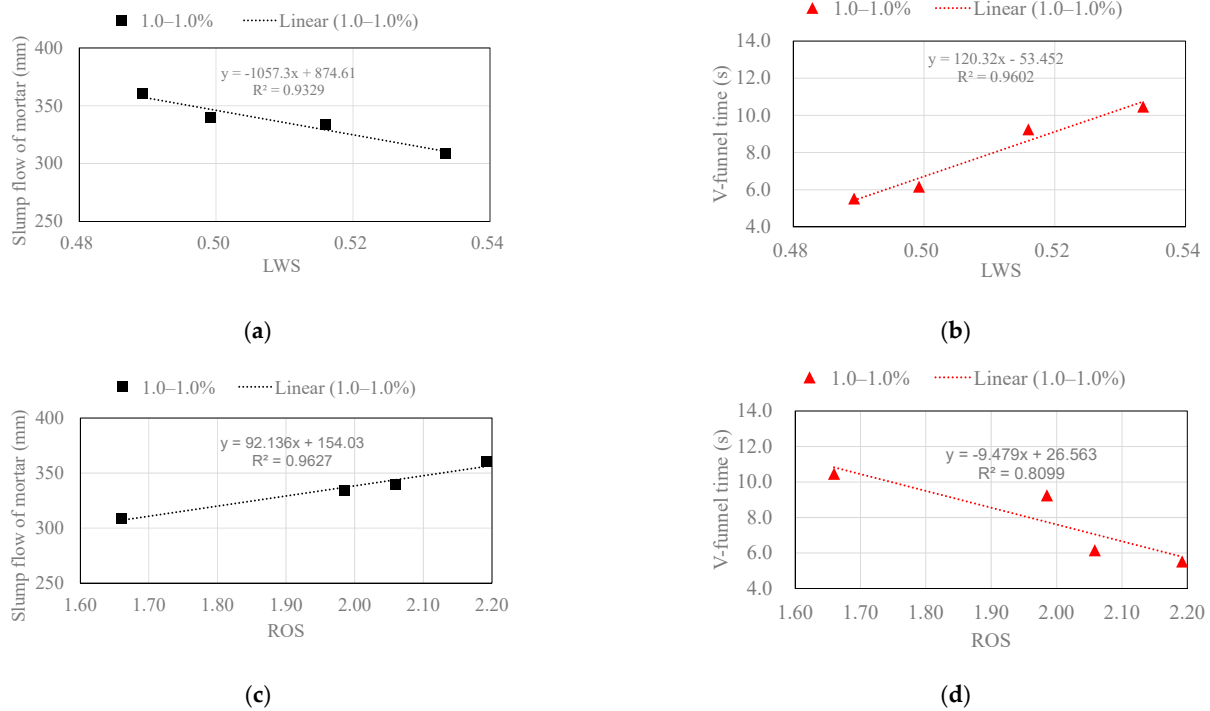 1.0–1.0% Linear (1.0–1.0%)
Slump flow of mortar (mm)
400
350
300
250
y = -1057.3x + 874.61
R² = 0.9329
0.48 0.50 0.52 0.54
LWS
(a)
1.0–1.0% Linear (1.0–1.0%)
V-funnel time (s)
14.0
12.0
10.0
8.0
6.0
4.0
y = 120.32x - 53.452
R² = 0.9602
0.48 0.50 0.52 0.54
LWS
(b)
1.0–1.0% Linear (1.0–1.0%)
Slump flow of mortar (mm)
400
350
300
250
y = 92.136x + 154.03
R² = 0.9627
1.60 1.70 1.80 1.90 2.00 2.10 2.20
ROS
(c)
1.0–1.0% Linear (1.0–1.0%)
V-funnel time (s)
14.0
12.0
10.0
8.0
6.0
4.0
y = -9.479x + 26.563
R² = 0.8099
1.60 1.70 1.80 1.90 2.00 2.10 2.20
ROS
(d)